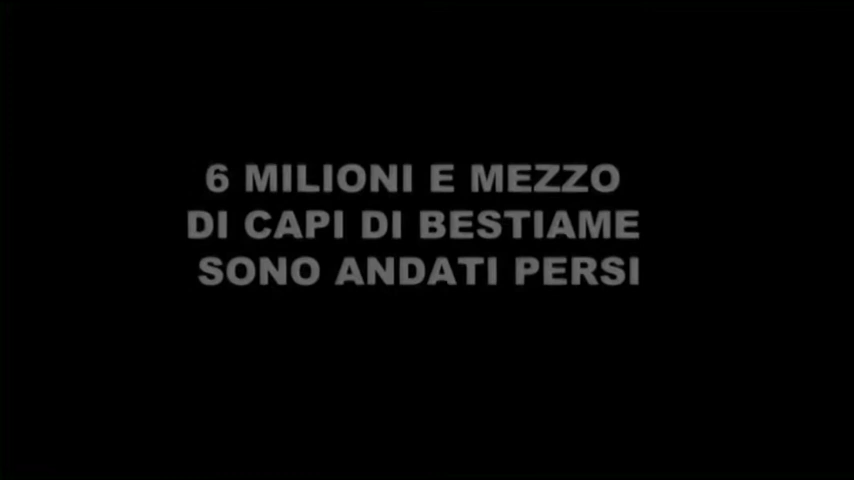 6 MILIONI E MEZZO
DI CAPI DI BESTIAME
SONO ANDATI PERSI